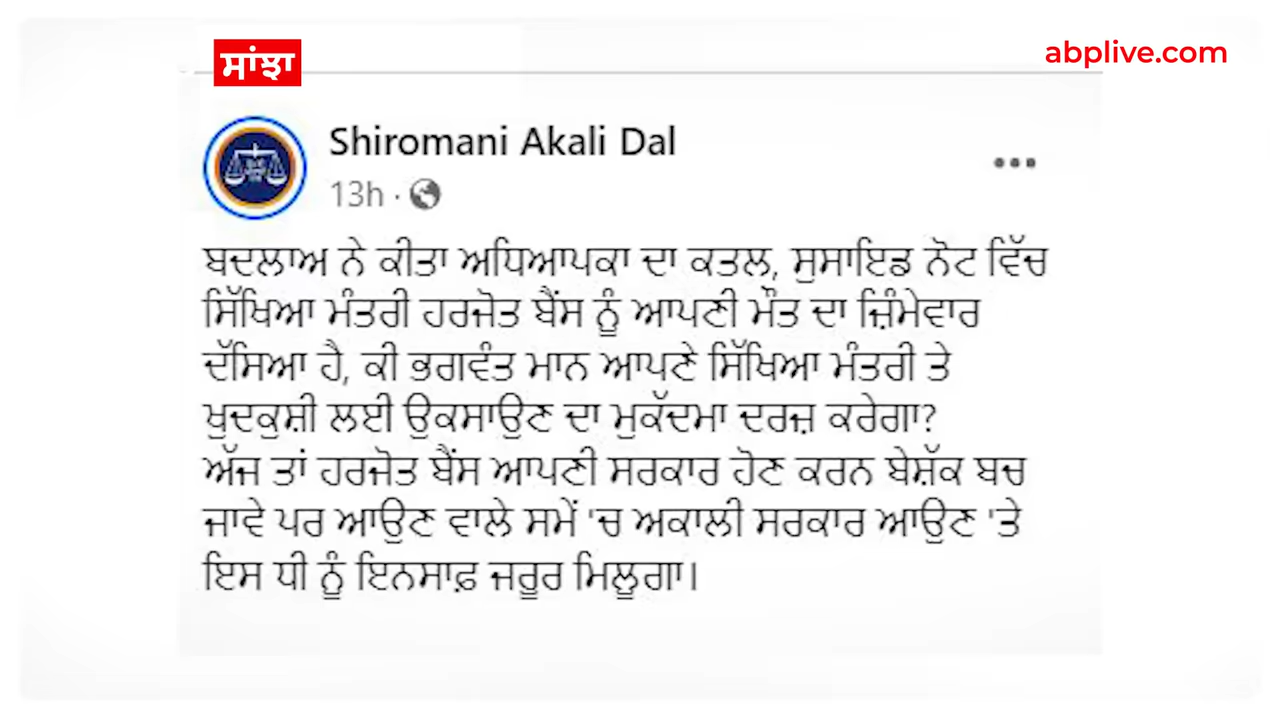 ਸਾਂਝਾ
abplive.com
Shiromani Akali Dal
13h ·
ਬਦਲਾਅ ਨੇ ਕੀਤਾ ਅਧਿਆਪਕਾ ਦਾ ਕਤਲ, ਸੁਸਾਇਡ ਨੋਟ ਵਿੱਚ
ਸਿੱਖਿਆ ਮੰਤਰੀ ਹਰਜੋਤ ਬੈਂਸ ਨੂੰ ਆਪਣੀ ਮੌਤ ਦਾ ਜ਼ਿੰਮੇਵਾਰ
ਦੱਸਿਆ ਹੈ, ਕੀ ਭਗਵੰਤ ਮਾਨ ਆਪਣੇ ਸਿੱਖਿਆ ਮੰਤਰੀ ਤੇ
ਖੁਦਕੁਸ਼ੀ ਲਈ ਉਕਸਾਉਣ ਦਾ ਮੁਕੱਦਮਾ ਦਰਜ਼ ਕਰੇਗਾ?
ਅੱਜ ਤਾਂ ਹਰਜੋਤ ਬੈਂਸ ਆਪਣੀ ਸਰਕਾਰ ਹੋਣ ਕਰਨ ਬੇਸ਼ੱਕ ਬਚ
ਜਾਵੇ ਪਰ ਆਉਣ ਵਾਲੇ ਸਮੇਂ 'ਚ ਅਕਾਲੀ ਸਰਕਾਰ ਆਉਣ 'ਤੇ
ਇਸ ਧੀ ਨੂੰ ਇਨਸਾਫ਼ ਜਰੂਰ ਮਿਲੂਗਾ।